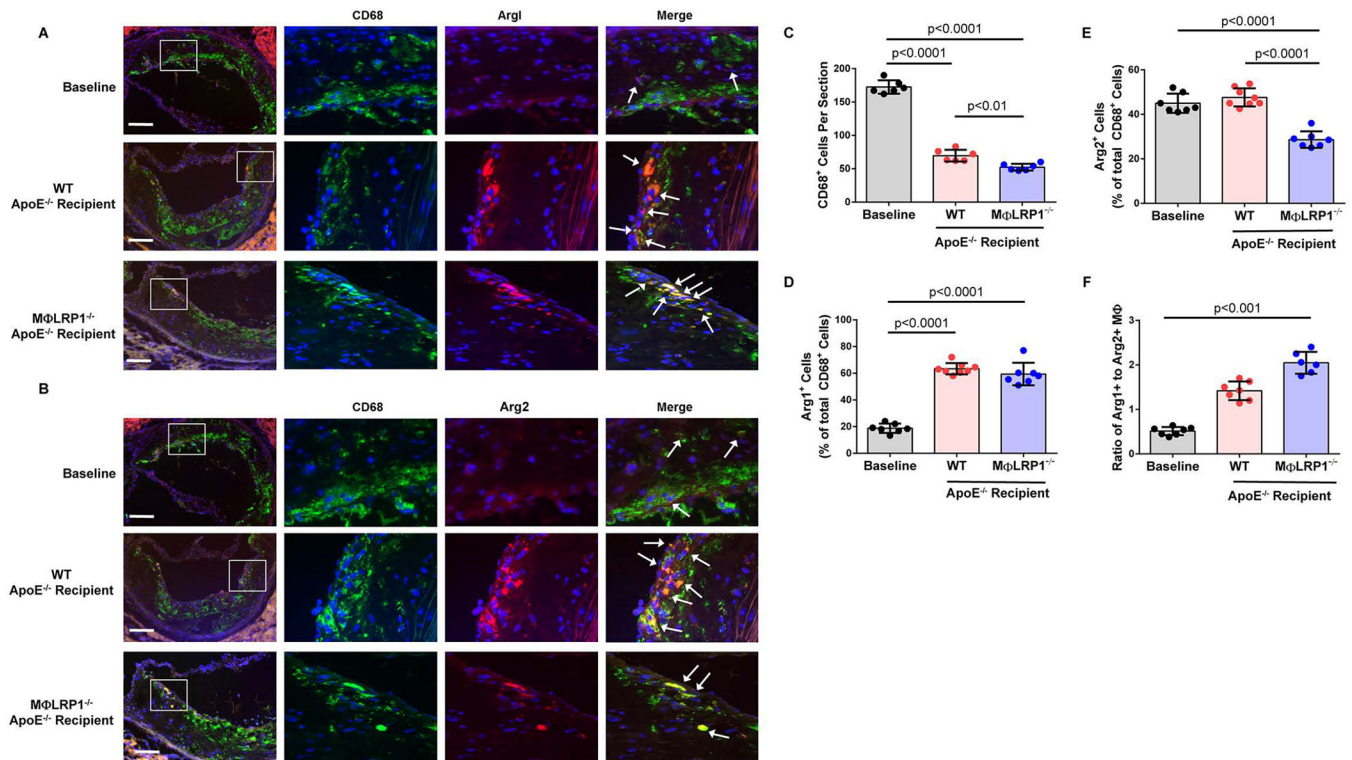 A
CD68
ArgI
Merge
Baseline
WT
ApoE⁻/⁻ Recipient
MΦLRP1⁻/⁻
ApoE⁻/⁻ Recipient
B
CD68
Arg2
Merge
Baseline
WT
ApoE⁻/⁻ Recipient
MΦLRP1⁻/⁻
ApoE⁻/⁻ Recipient
C
p<0.0001
p<0.0001
p<0.01
CD68⁺ Cells Per Section
200
150
100
50
0
Baseline
WT
MΦLRP1⁻/⁻
ApoE⁻/⁻ Recipient
D
p<0.0001
p<0.0001
Arg1⁺ Cells
(% of total CD68⁺ Cells)
100
80
60
40
20
0
Baseline
WT
MΦLRP1⁻/⁻
ApoE⁻/⁻ Recipient
E
p<0.0001
p<0.0001
Arg2⁺ Cells
(% of total CD68⁺ Cells)
60
40
20
0
Baseline
WT
MΦLRP1⁻/⁻
ApoE⁻/⁻ Recipient
F
p<0.001
Ratio of Arg1+ to Arg2+ MΦ
3
2
1
0
Baseline
WT
MΦLRP1⁻/⁻
ApoE⁻/⁻ Recipient